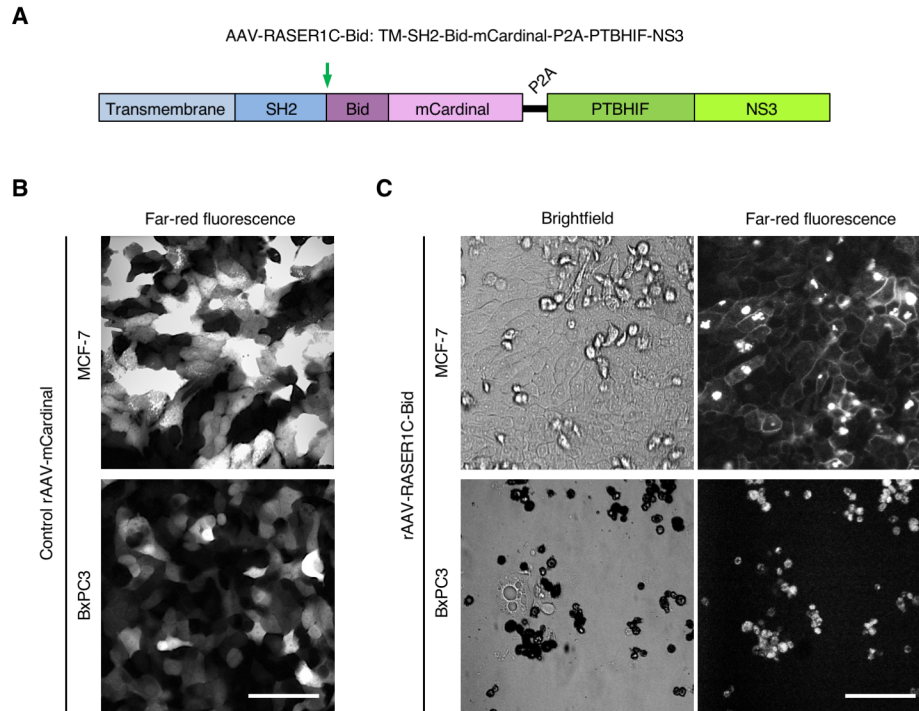 A
AAV-RASER1C-Bid: TM-SH2-Bid-mCardinal-P2A-PTBHIF-NS3
Transmembrane SH2 Bid mCardinal P2A PTBHIF NS3
B
Far-red fluorescence
Control rAAV-mCardinal
MCF-7
BxPC3
C
Brightfield Far-red fluorescence
rAAV-RASER1C-Bid
MCF-7
BxPC3